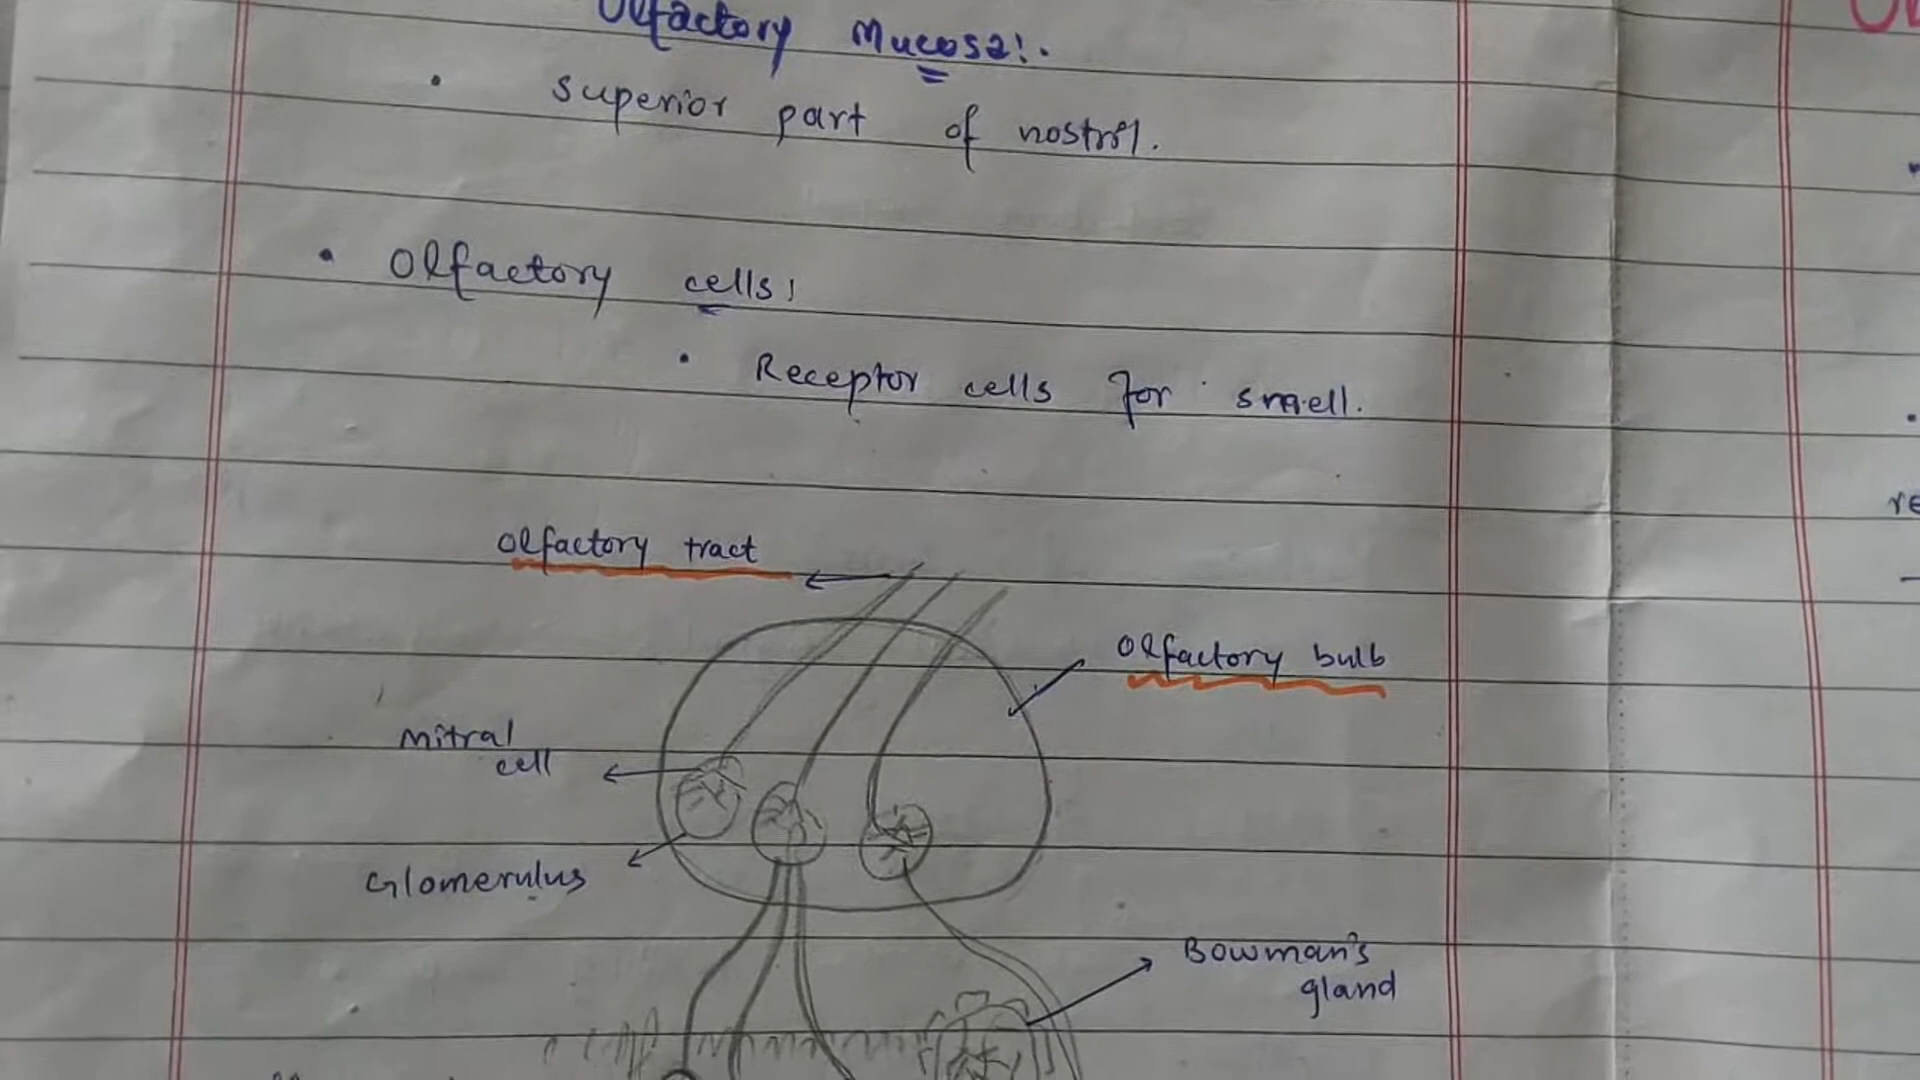 Olfactory Mucosa:.
• superior part of nostril.
• Olfactory cells:
• Receptor cells for smell.
olfactory tract
Olfactory bulb
Mitral
cell
Glomerulus
Bowman's
gland